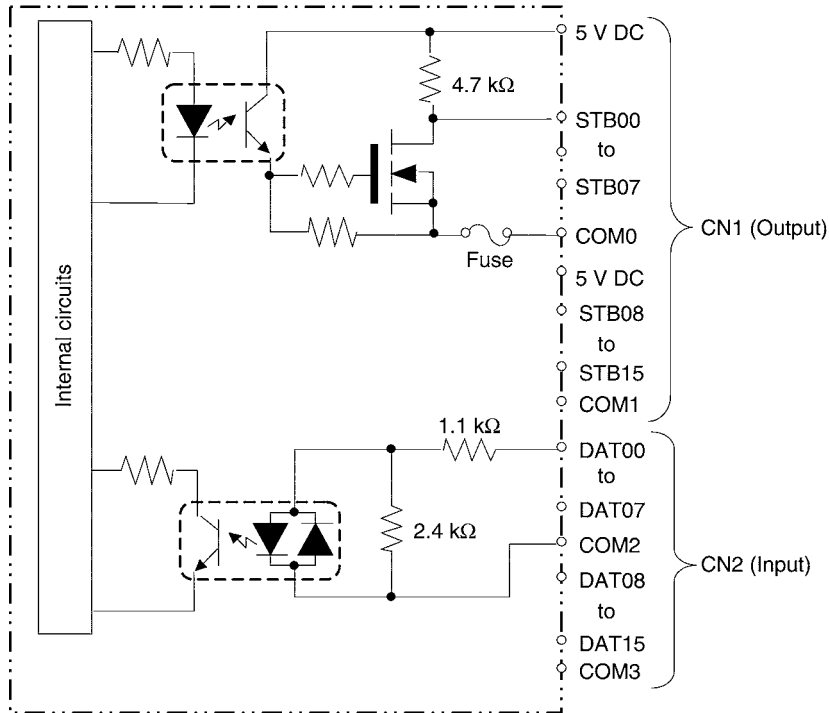 5 V DC
4.7 kΩ
STB00
to
STB07
COM0
Fuse
CN1 (Output)
5 V DC
STB08
to
STB15
COM1
Internal circuits
1.1 kΩ
DAT00
to
DAT07
2.4 kΩ
COM2
CN2 (Input)
DAT08
to
DAT15
COM3